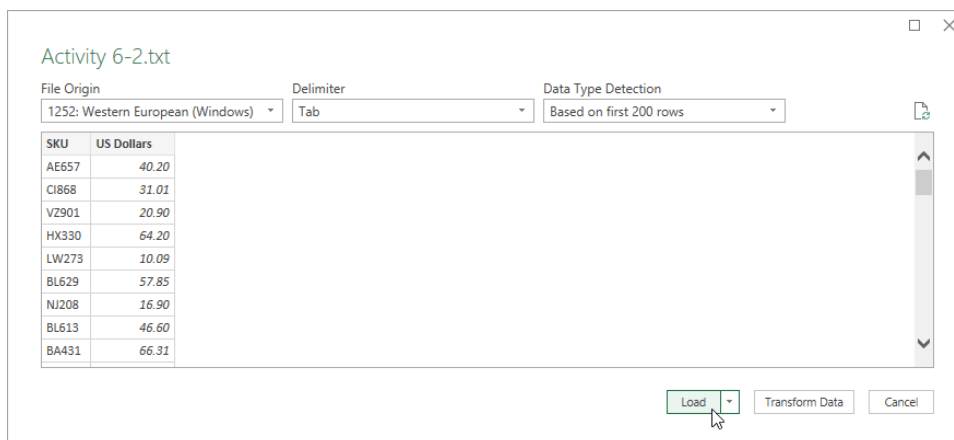 Activity 6-2.txt
File Origin Delimiter Data Type Detection
1252: Western European (Windows) Tab Based on first 200 rows
SKU US Dollars
AE657 40.20
CI868 31.01
VZ901 20.90
HX330 64.20
LW273 10.09
BL629 57.85
NJ208 16.90
BL613 46.60
BA431 66.31
Load Transform Data Cancel